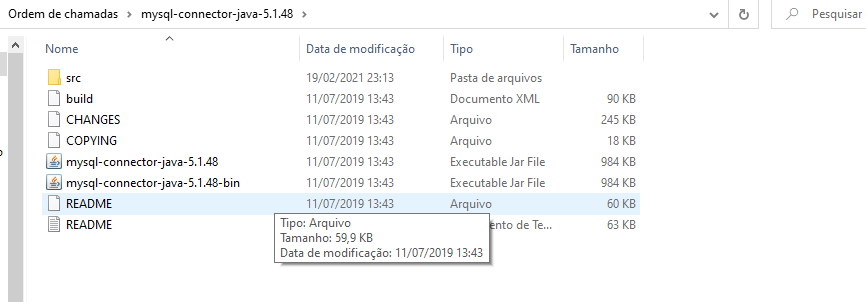 Ordem de chamadas > mysql-connector-java-5.1.48 > Pesquisar
Nome Data de modificação Tipo Tamanho
src 19/02/2021 23:13 Pasta de arquivos
build 11/07/2019 13:43 Documento XML 90 KB
CHANGES 11/07/2019 13:43 Arquivo 245 KB
COPYING 11/07/2019 13:43 Arquivo 18 KB
mysql-connector-java-5.1.48 11/07/2019 13:43 Executable Jar File 984 KB
mysql-connector-java-5.1.48-bin 11/07/2019 13:43 Executable Jar File 984 KB
README 11/07/2019 13:43 Arquivo 60 KB
README ento de Te... 63 KB
Tipo: Arquivo
Tamanho: 59,9 KB
Data de modificação: 11/07/2019 13:43